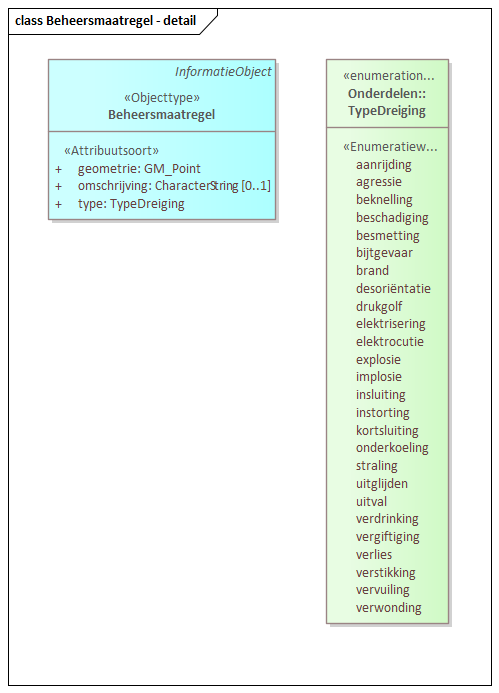 class Beheersmaatregel - detail
InformatieObject
«Objecttype»
Beheersmaatregel
«Attribuutsoort»
+ geometrie: GM_Point
+ omschrijving: CharacterString [0..1]
+ type: TypeDreiging
«enumeration...
Onderdelen::
TypeDreiging
«Enumeratiew...
aanrijding
agressie
beknelling
beschadiging
besmetting
bijtgevaar
brand
desoriëntatie
drukgolf
elektrisering
elektrocutie
explosie
implosie
insluiting
instorting
kortsluiting
onderkoeling
straling
uitglijden
uitval
verdrinking
vergiftiging
verlies
verstikking
vervuiling
verwonding